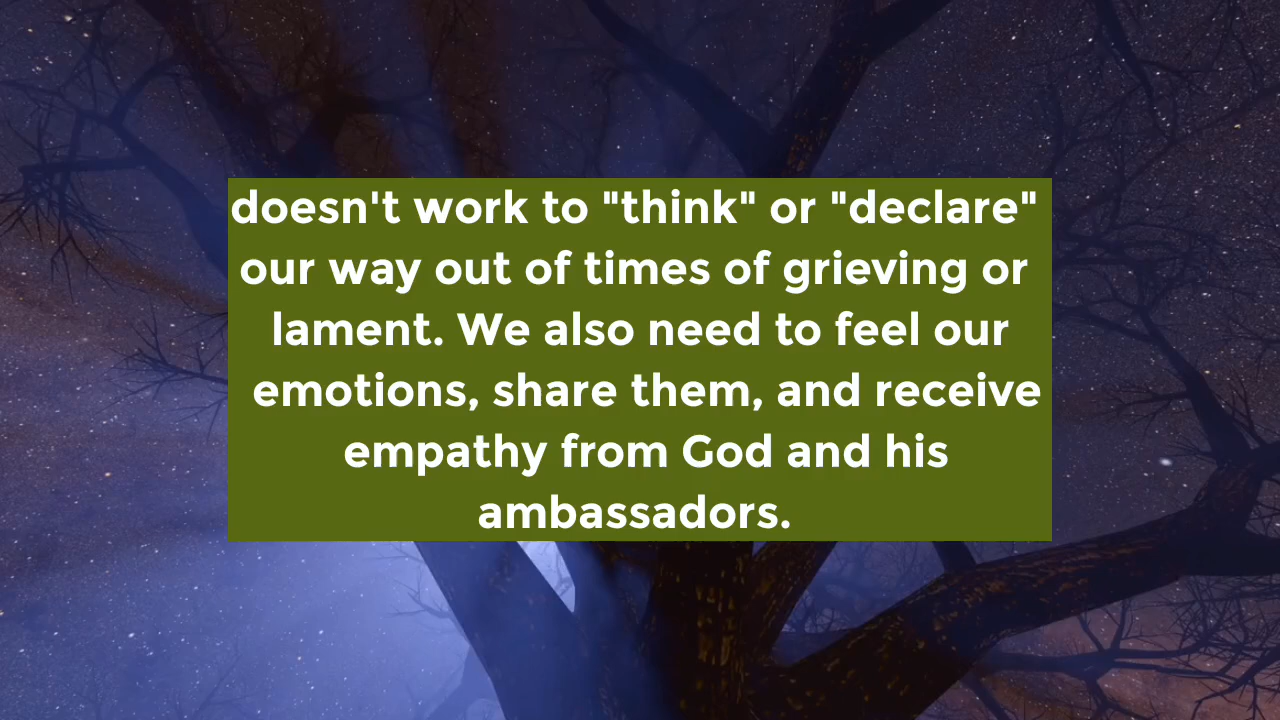 doesn't work to "think" or "declare"
our way out of times of grieving or
lament. We also need to feel our
emotions, share them, and receive
empathy from God and his
ambassadors.